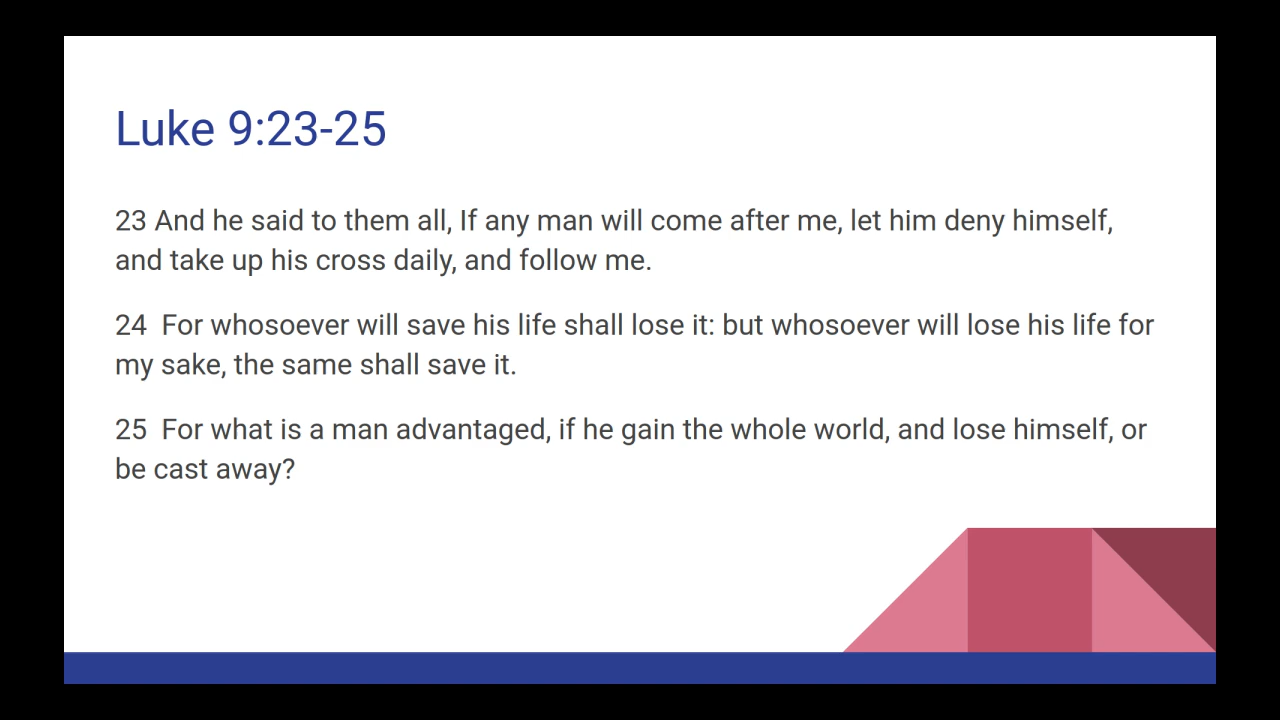 Luke 9:23-25
23 And he said to them all, If any man will come after me, let him deny himself,
and take up his cross daily, and follow me.
24  For whosoever will save his life shall lose it: but whosoever will lose his life for
my sake, the same shall save it.
25  For what is a man advantaged, if he gain the whole world, and lose himself, or
be cast away?